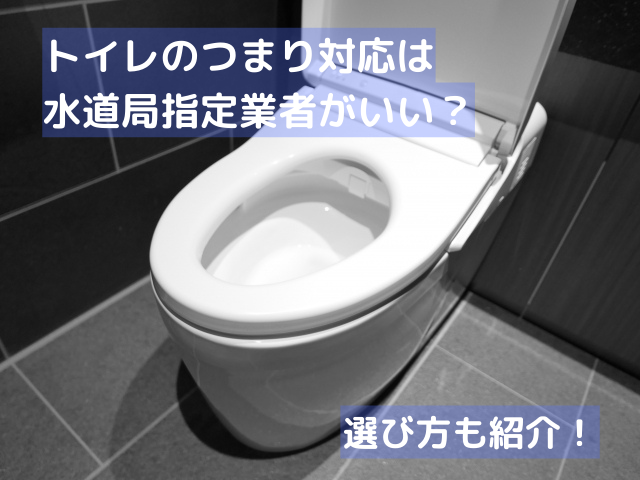 トイレのつまり対応は
水道局指定業者がいい？
選び方も紹介！